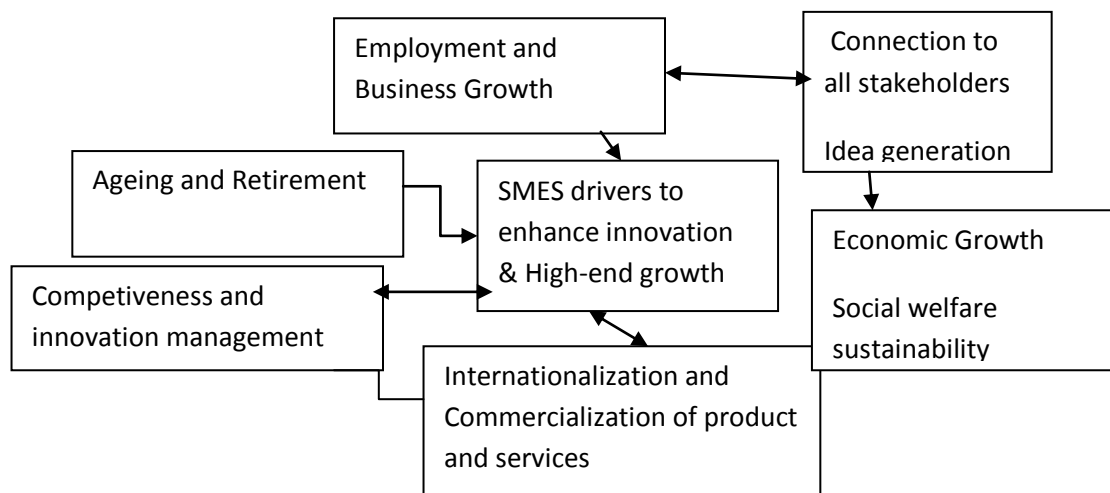 Employment and
Business Growth
Connection to
all stakeholders
Idea generation
Ageing and Retirement
SMES drivers to
enhance innovation
& High-end growth
Economic Growth
Social welfare
sustainability
Competiveness and
innovation management
Internationalization and
Commercialization of product
and services